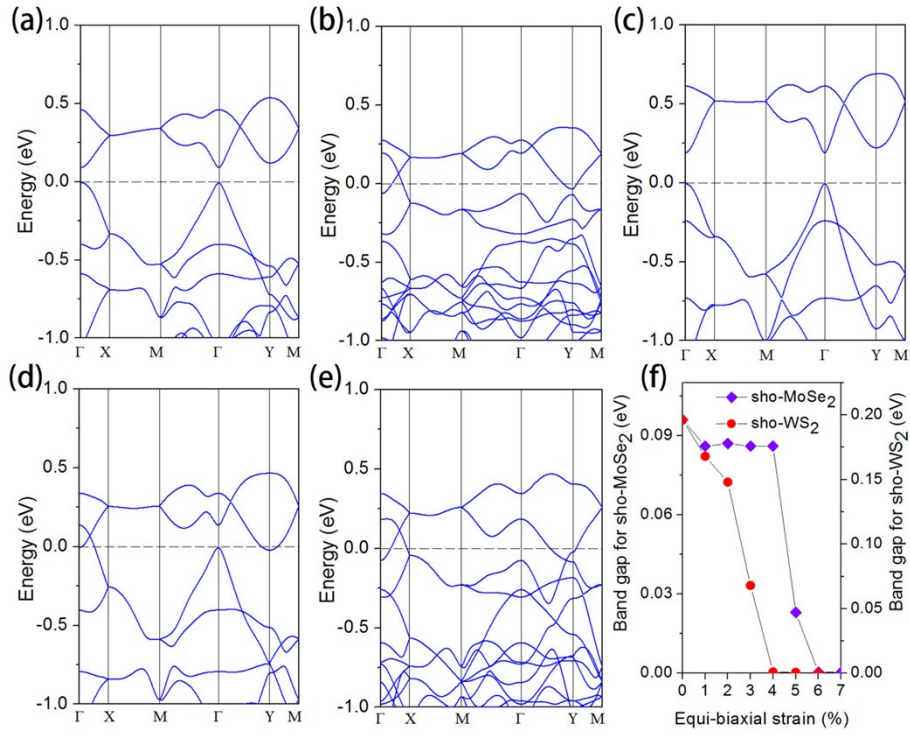 (a)
1.0
0.5
0.0
-0.5
-1.0
Energy (eV)
Γ X M Γ Y M
(b)
1.0
0.5
0.0
-0.5
-1.0
Energy (eV)
Γ X M Γ Y M
(c)
1.0
0.5
0.0
-0.5
-1.0
Energy (eV)
Γ X M Γ Y M
(d)
1.0
0.5
0.0
-0.5
-1.0
Energy (eV)
Γ X M Γ Y M
(e)
1.0
0.5
0.0
-0.5
-1.0
Energy (eV)
Γ X M Γ Y M
(f)
sho-MoSe₂
sho-WS₂
Band gap for sho-MoSe₂ (eV)
0.09
0.06
0.03
0.00
Band gap for sho-WS₂ (eV)
0.20
0.15
0.10
0.05
0.00
0 1 2 3 4 5 6 7
Equi-biaxial strain (%)